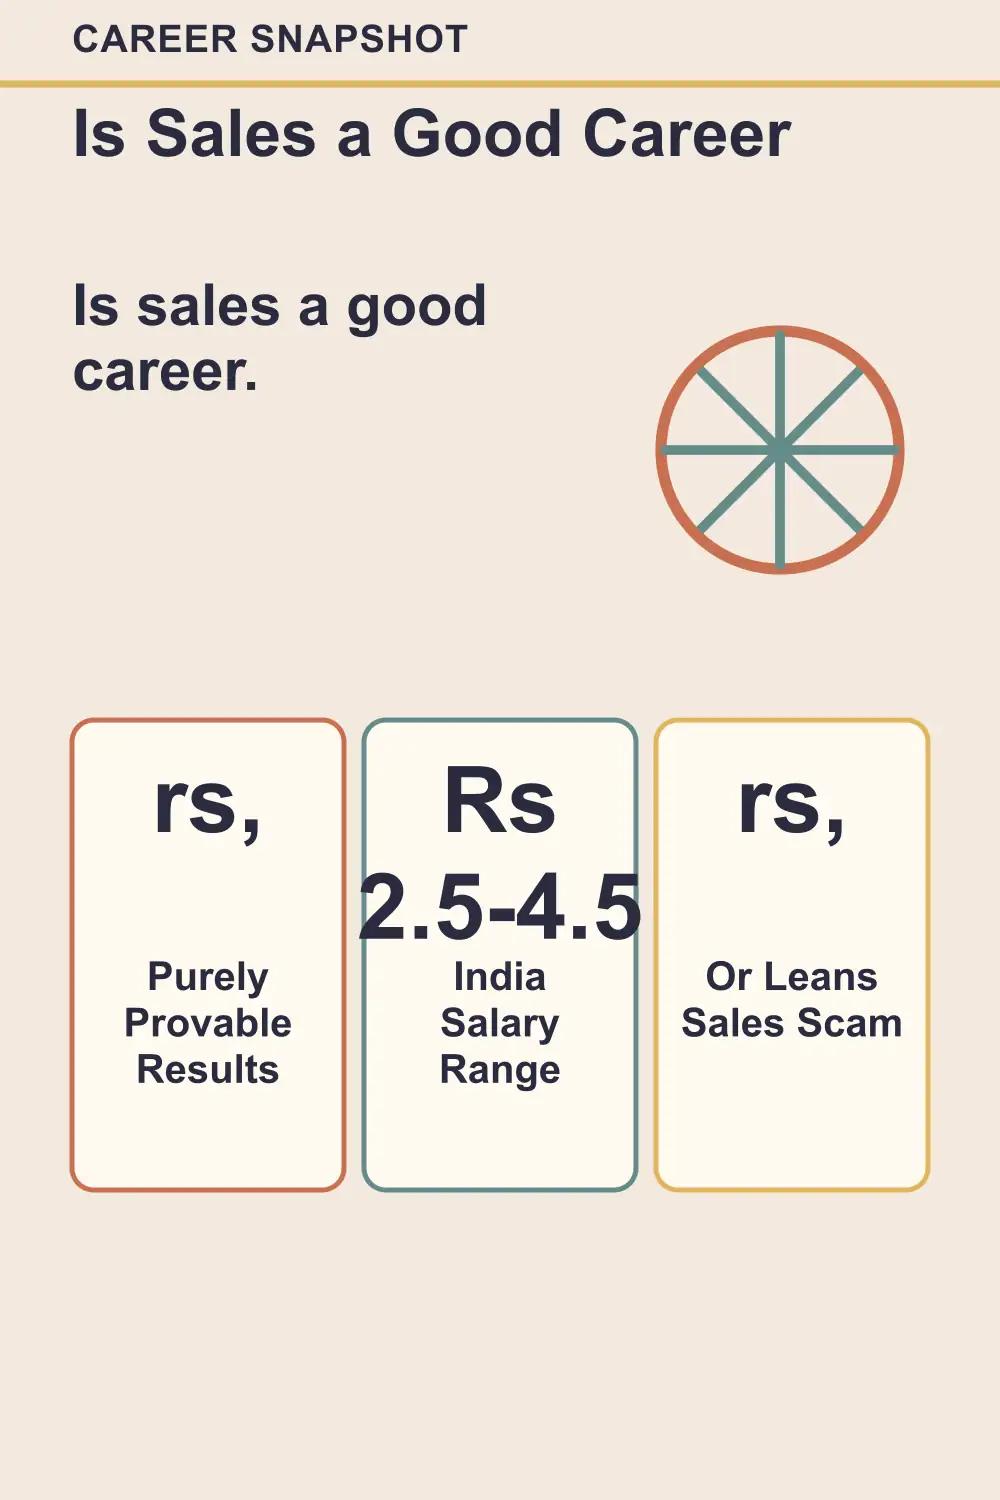 CAREER SNAPSHOT
Is Sales a Good Career
Is sales a good
career.
rs,
Purely
Provable
Results
Rs
2.5-4.5
India
Salary
Range
rs,
Or Leans
Sales Scam